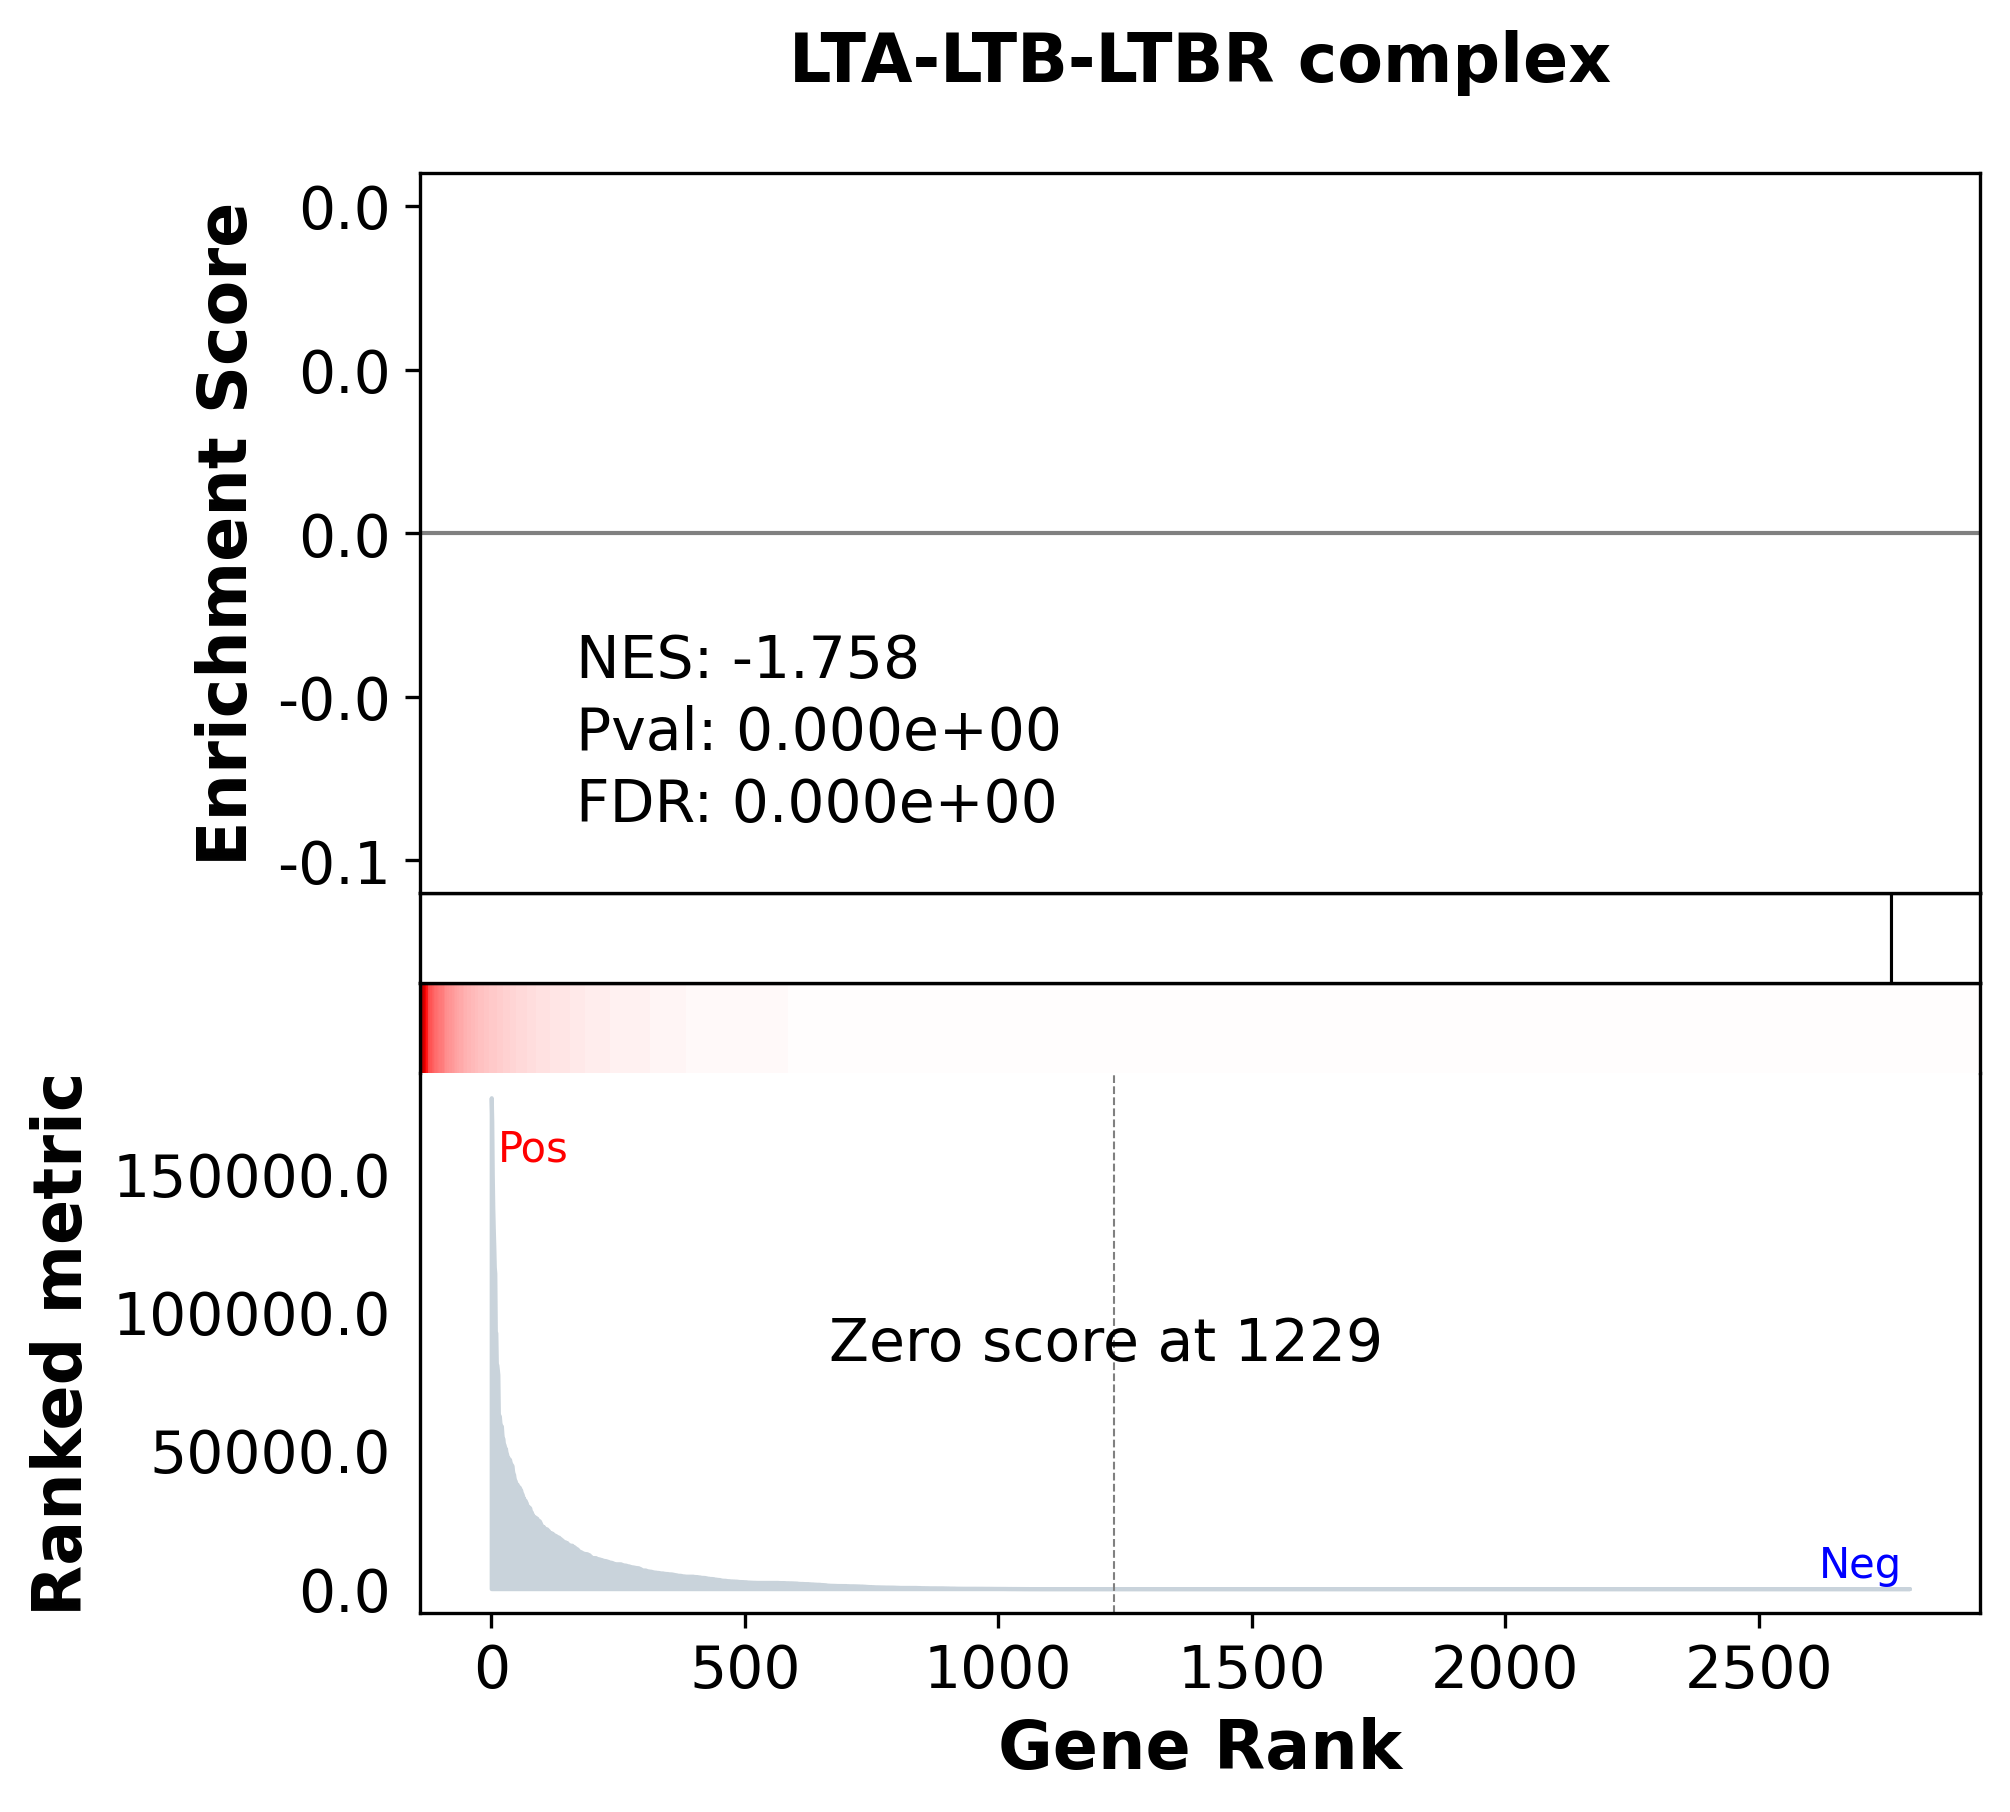 LTA-LTB-LTBR complex
Enrichment Score
0.0
0.0
0.0
-0.0
-0.1
NES: -1.758
Pval: 0.000e+00
FDR: 0.000e+00
Ranked metric
150000.0
100000.0
50000.0
0.0
Pos
Zero score at 1229
Neg
0 500 1000 1500 2000 2500
Gene Rank